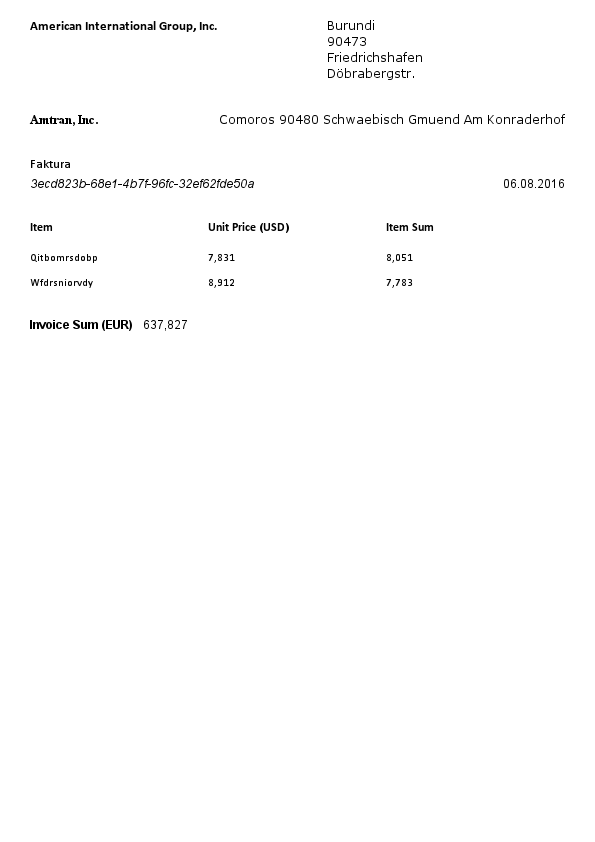 American International Group, Inc.
Burundi
90473
Friedrichshafen
Döbrabergstr.
Amtran, Inc.
Comoros 90480 Schwaebisch Gmuend Am Konraderhof
Faktura
3ecd823b-68e1-4b7f-96fc-32ef62fde50a 06.08.2016
Item Unit Price (USD) Item Sum
Qitbomrsdobp 7,831 8,051
Wfdrsniorvdy 8,912 7,783
Invoice Sum (EUR) 637,827